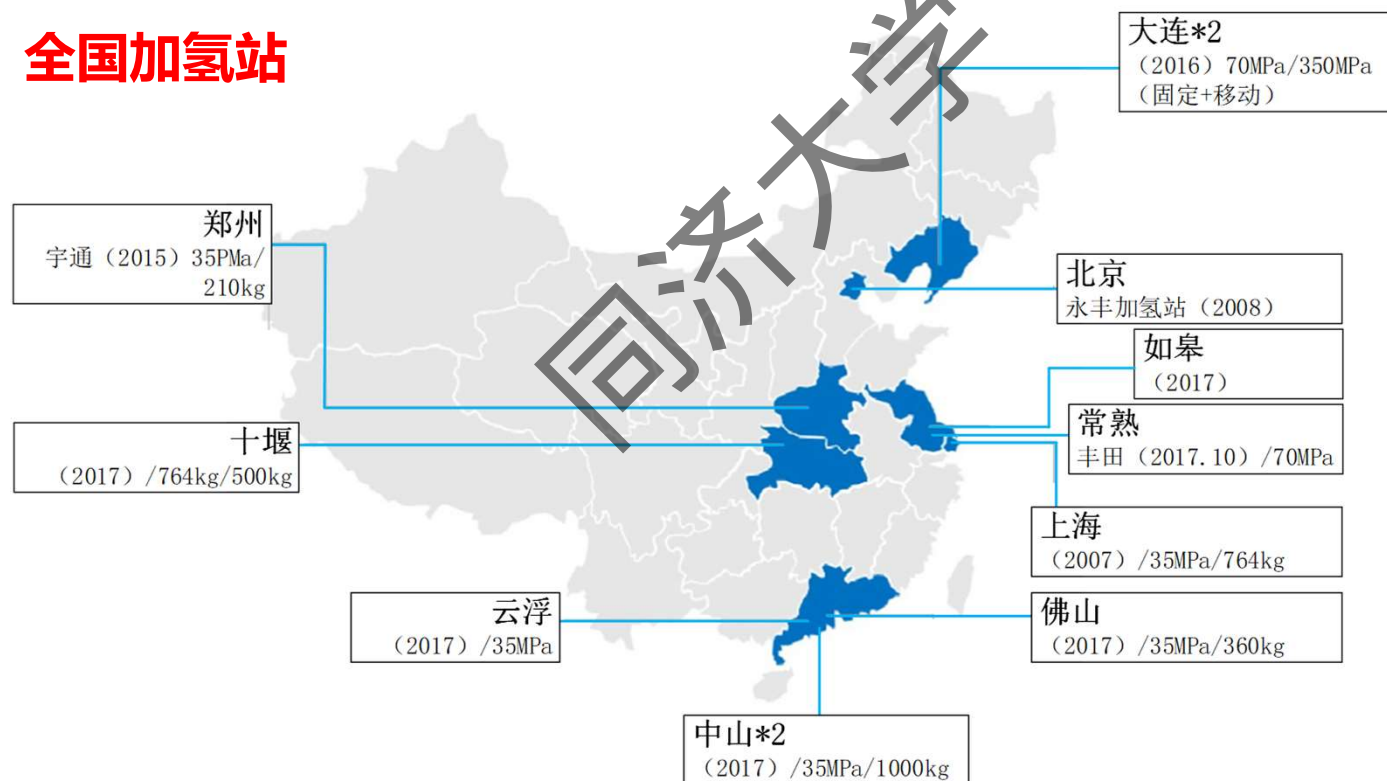 全国加氢站
大连*2
（2016）70MPa/350MPa
（固定+移动）
郑州
宇通（2015）35PMa/
210kg
北京
永丰加氢站（2008）
如皋
（2017）
常熟
丰田（2017.10）/70MPa
十堰
（2017）/764kg/500kg
上海
（2007）/35MPa/764kg
云浮
（2017）/35MPa
佛山
（2017）/35MPa/360kg
中山*2
（2017）/35MPa/1000kg
同济大学